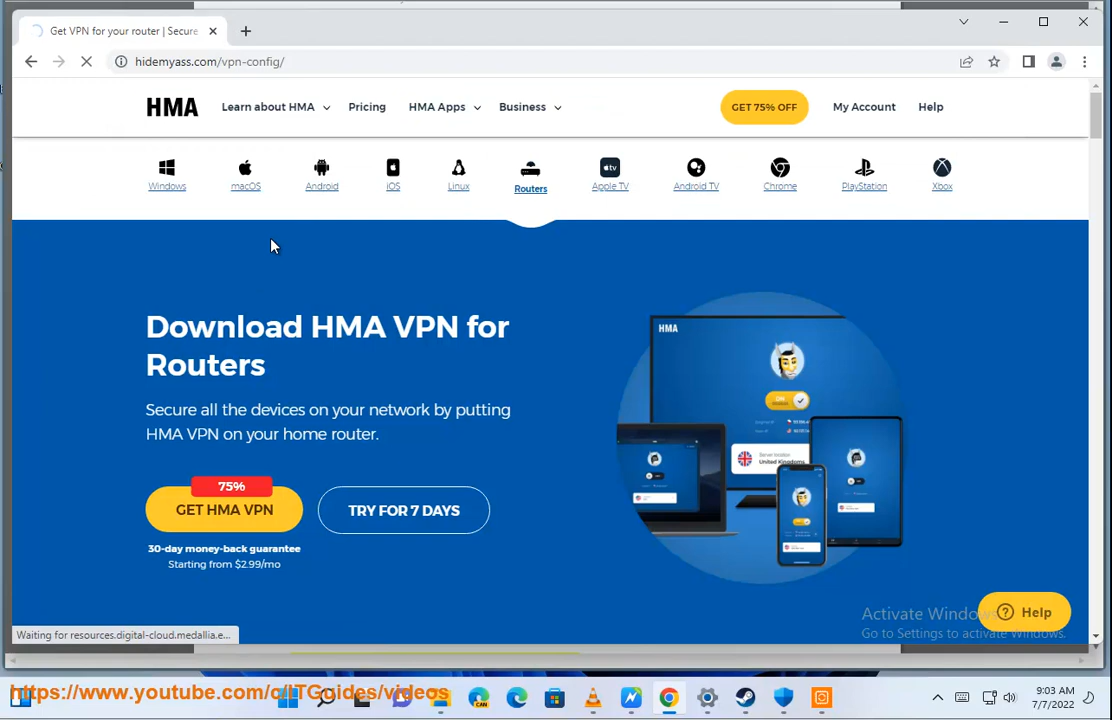 Get VPN for your router | Secure
hidemyass.com/vpn-config/
HMA
Learn about HMA
Pricing
HMA Apps
Business
GET 75% OFF
My Account
Help
Windows
macOS
Android
iOS
Linux
Routers
Apple TV
Android TV
Chrome
PlayStation
Xbox
Download HMA VPN for
Routers
Secure all the devices on your network by putting
HMA VPN on your home router.
75%
GET HMA VPN
TRY FOR 7 DAYS
30-day money-back guarantee
Starting from $2.99/mo
HMA
tv
Server location
United Kingdom
Help
Activate Windows
Go to Settings to activate Windows.
Waiting for resources.digital-cloud.medallia.e...
https://www.youtube.com/c/ITGuides/videos
CAN
9:03 AM
7/7/2022